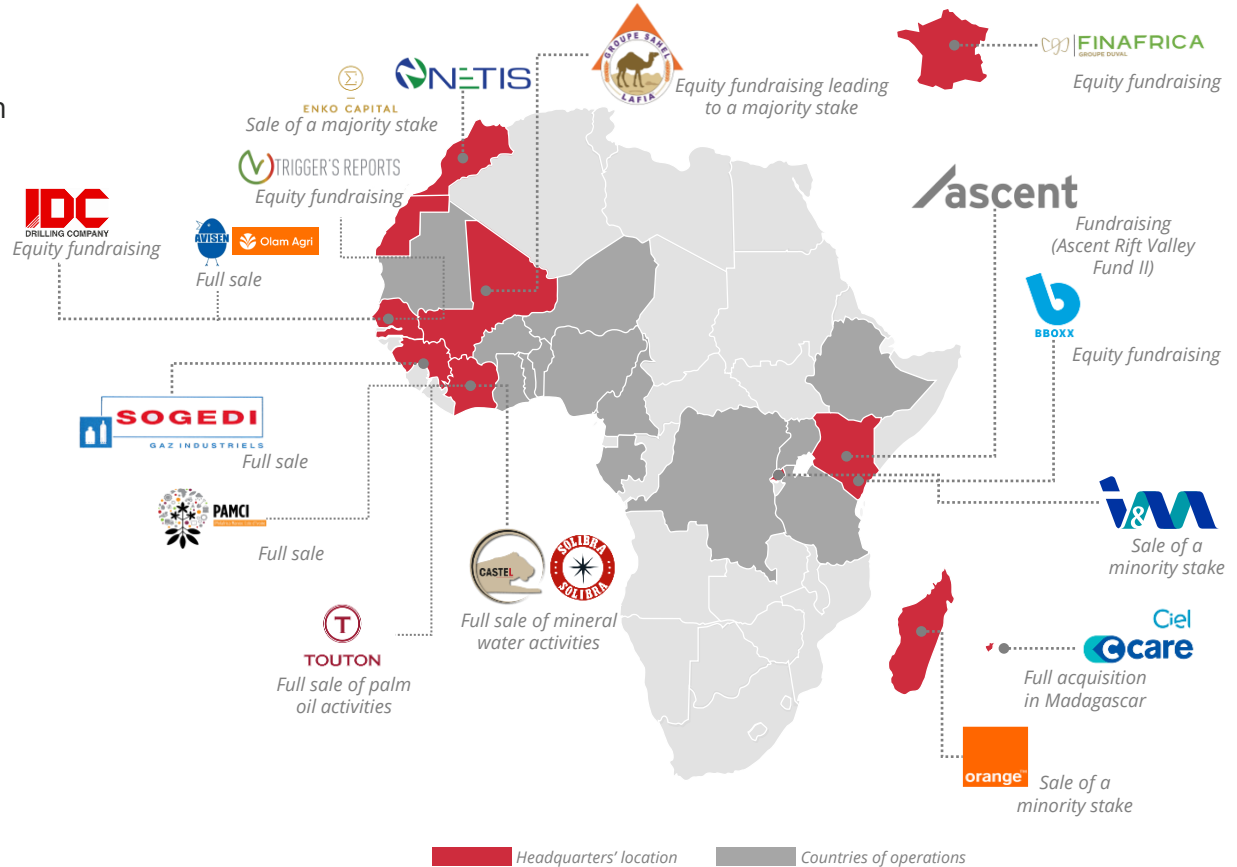 n
ENKO CAPITAL
Sale of a majority stake
NETIS
GROUPE SAHEL
LAFIA
Equity fundraising leading
to a majority stake
FINAFRICA
GROUPE DUVAL
Equity fundraising
TRIGGER'S REPORTS
Equity fundraising
IDC
DRILLING COMPANY
Equity fundraising
AVISEN
Olam Agri
Full sale
ascent
Fundraising
(Ascent Rift Valley
Fund II)
BBOXX
Equity fundraising
SOGEDI
GAZ INDUSTRIELS
Full sale
PAMCI
Full sale
CASTEL
SOLIBRA
SOLIBRA
Full sale of mineral
water activities
T
TOUTON
Full sale of palm
oil activities
I&M
Sale of a
minority stake
Ciel
C care
Full acquisition
in Madagascar
orange™
Sale of a
minority stake
Headquarters' location
Countries of operations